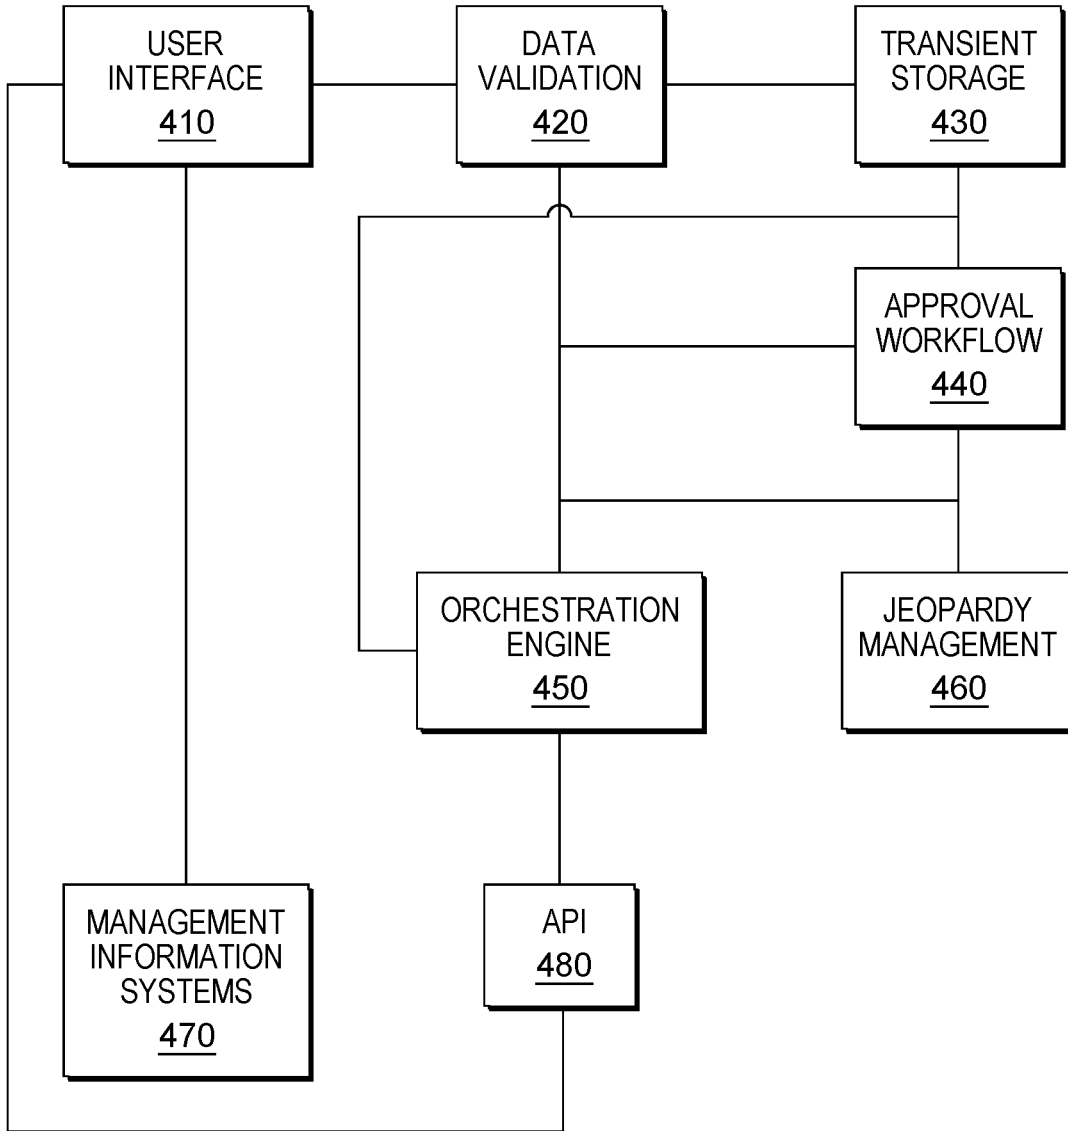 USER
INTERFACE
410
DATA
VALIDATION
420
TRANSIENT
STORAGE
430
APPROVAL
WORKFLOW
440
ORCHESTRATION
ENGINE
450
JEOPARDY
MANAGEMENT
460
MANAGEMENT
INFORMATION
SYSTEMS
470
API
480